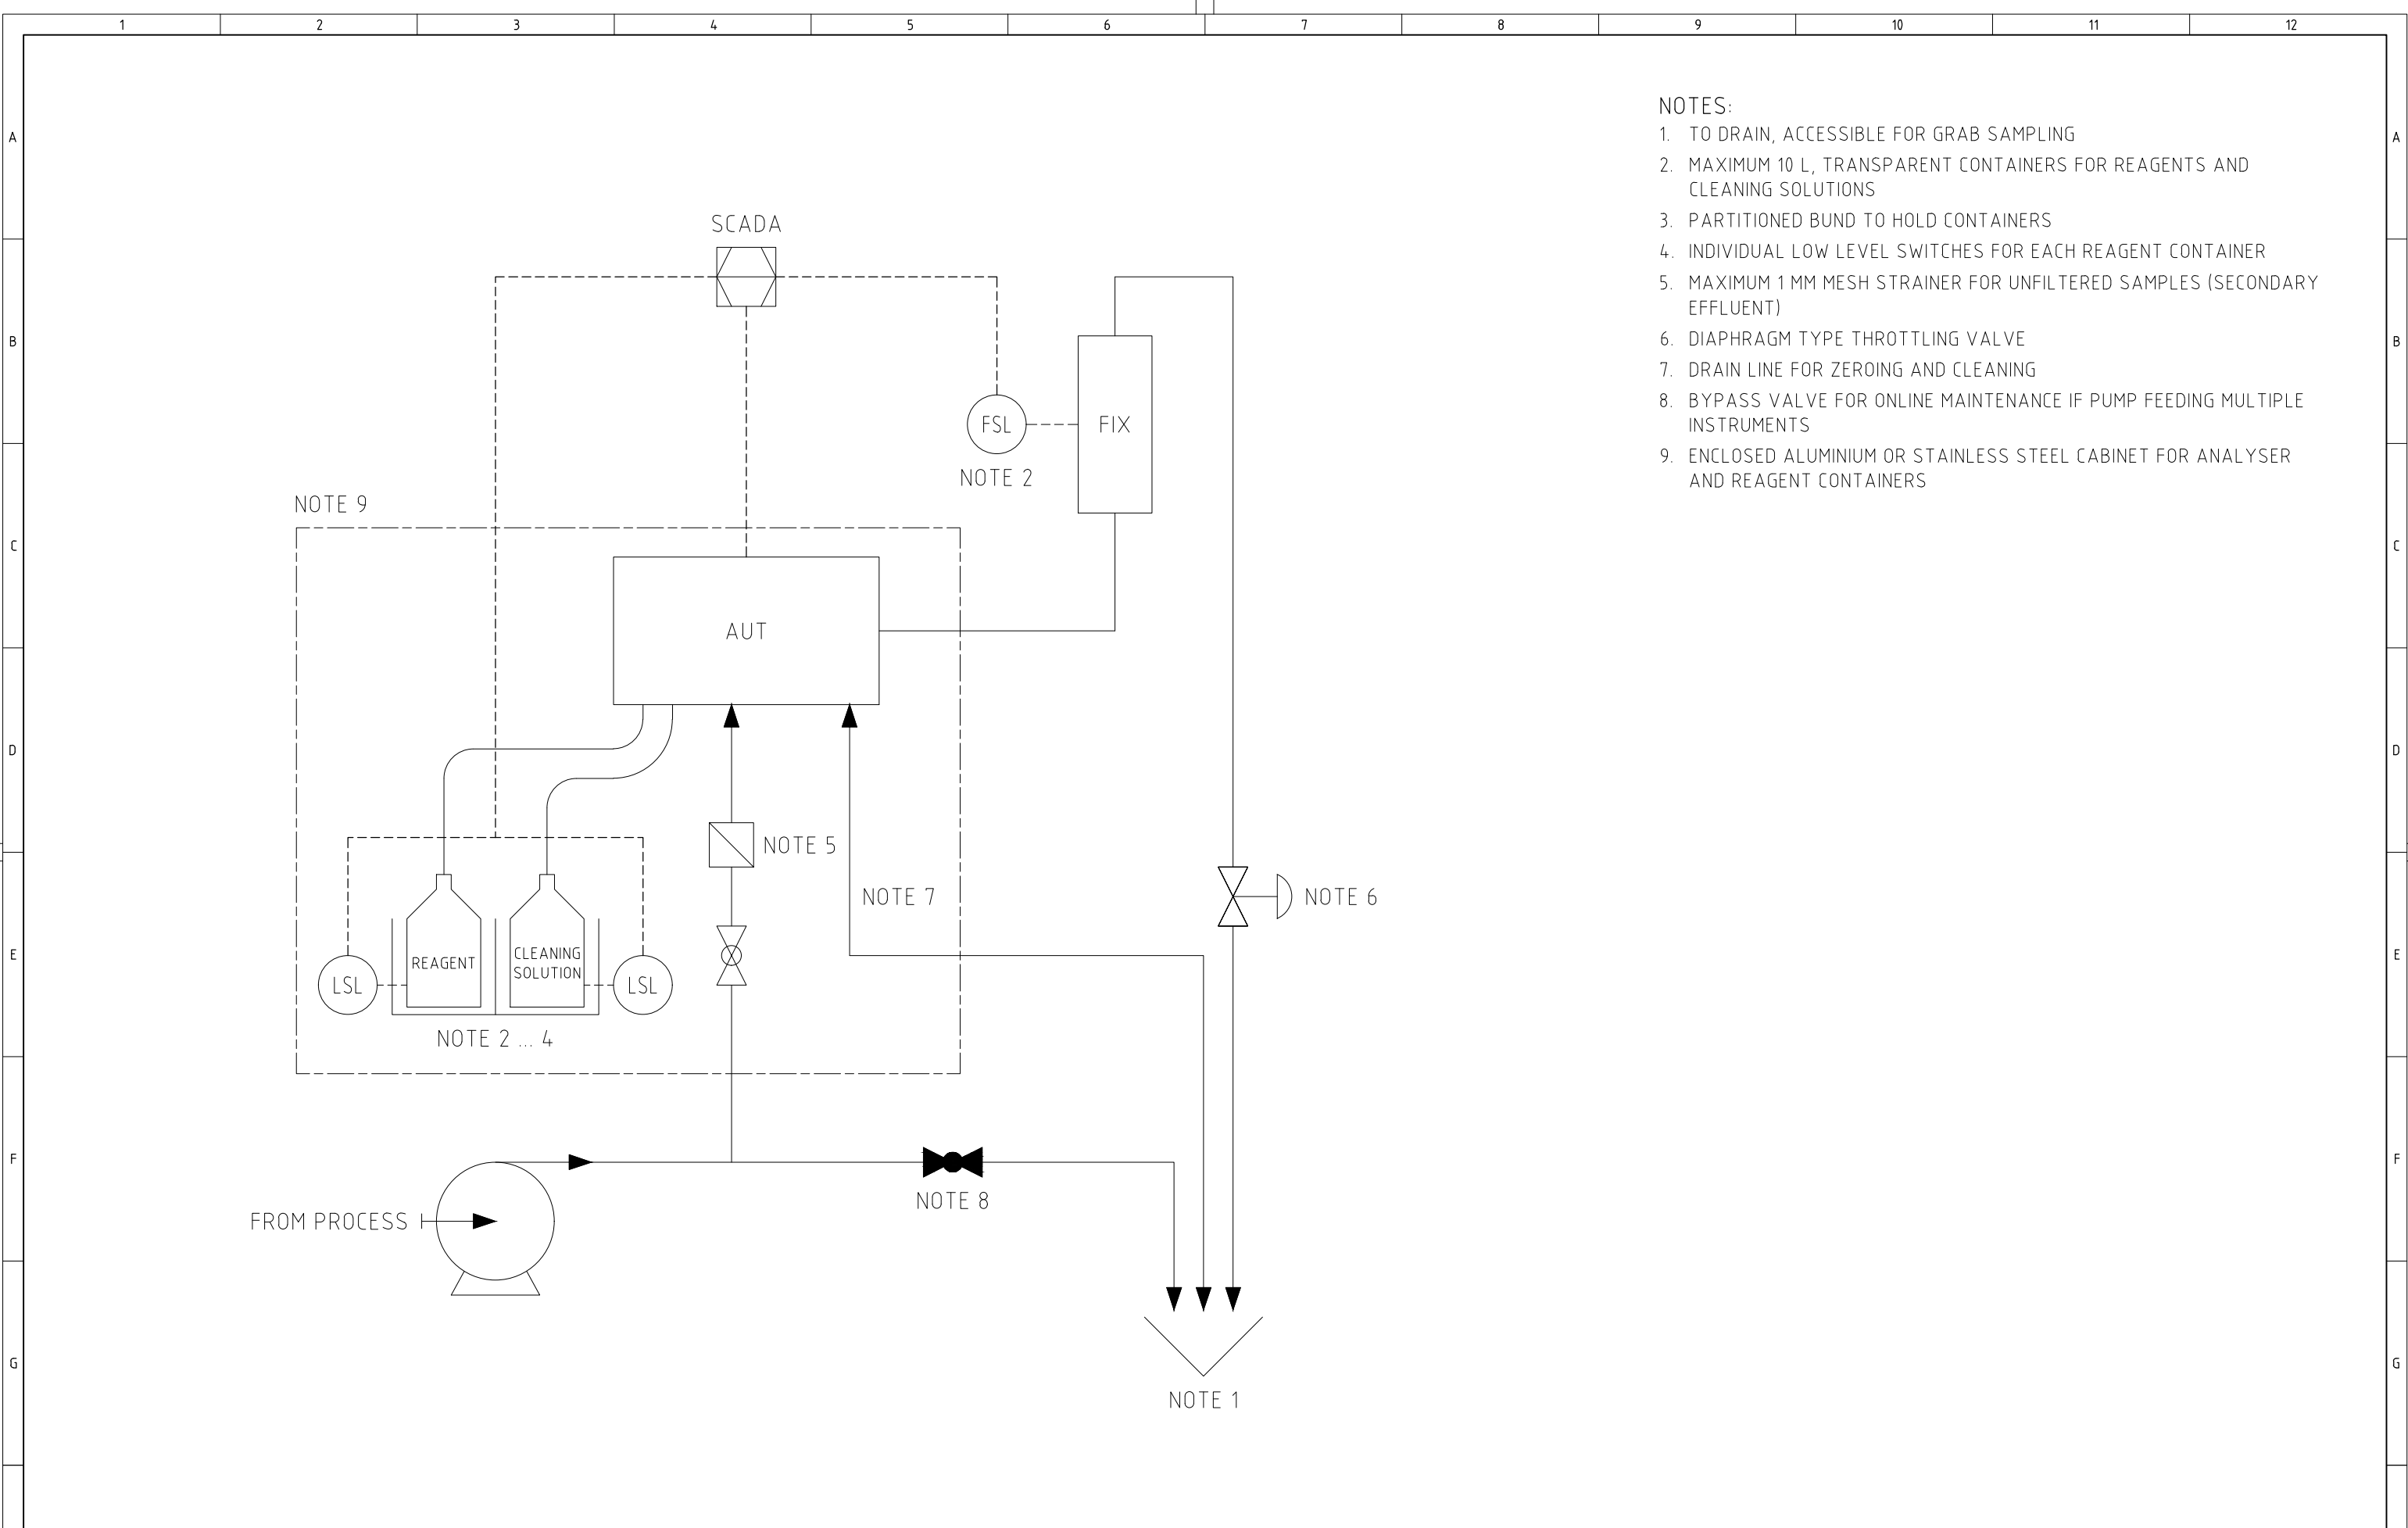 1 2 3 4 5 6 7 8 9 10 11 12
NOTES:
1. TO DRAIN, ACCESSIBLE FOR GRAB SAMPLING
2. MAXIMUM 10 L, TRANSPARENT CONTAINERS FOR REAGENTS AND
CLEANING SOLUTIONS
3. PARTITIONED BUND TO HOLD CONTAINERS
4. INDIVIDUAL LOW LEVEL SWITCHES FOR EACH REAGENT CONTAINER
5. MAXIMUM 1 MM MESH STRAINER FOR UNFILTERED SAMPLES (SECONDARY
EFFLUENT)
6. DIAPHRAGM TYPE THROTTLING VALVE
7. DRAIN LINE FOR ZEROING AND CLEANING
8. BYPASS VALVE FOR ONLINE MAINTENANCE IF PUMP FEEDING MULTIPLE
INSTRUMENTS
9. ENCLOSED ALUMINIUM OR STAINLESS STEEL CABINET FOR ANALYSER
AND REAGENT CONTAINERS
A A
SCADA
B B
FSL
FIX
NOTE 2
NOTE 9
C C
AUT
D D
NOTE 5
NOTE 7
NOTE 6
E E
REAGENT
CLEANING
SOLUTION
LSL
LSL
NOTE 2 ... 4
F F
NOTE 8
FROM PROCESS
G G
NOTE 1